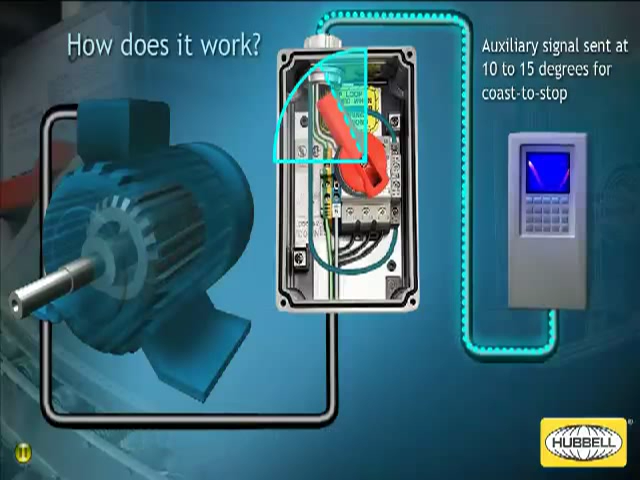 How does it work?
Auxiliary signal sent at
10 to 15 degrees for
coast-to-stop
HUBBELL
®